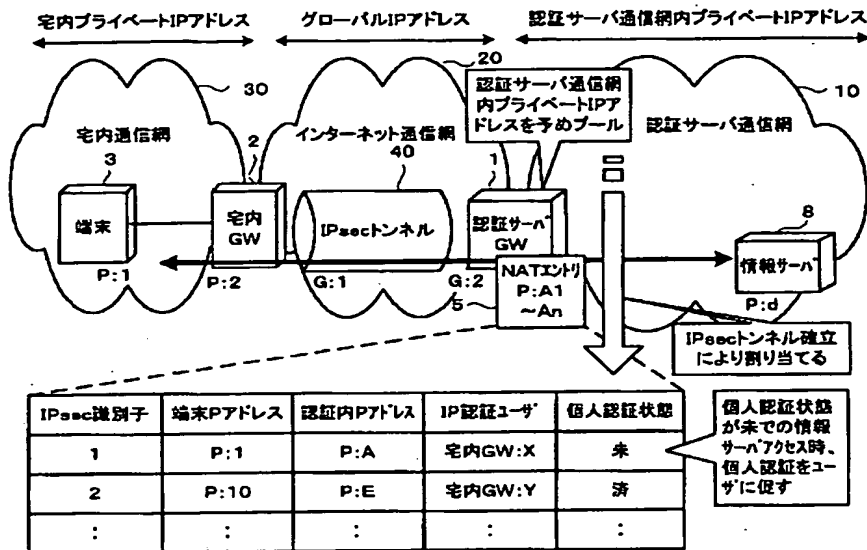 宅内プライベートIPアドレス
グローバルIPアドレス
認証サーバ通信網内プライベートIPアドレス
30
20
10
宅内通信網
インターネット通信網
認証サーバ通信網
認証サーバ通信網
内プライベートIPア
ドレスを予めプール
3
2
40
1
8
端末
宅内
GW
IPsecトンネル
認証サーバ
GW
情報サーバ
P:1
P:2
G:1
G:2
P:d
NATエントリ
P:A1
~An
5
IPsecトンネル確立
により割り当てる
IPsec識別子 端末Pアドレス 認証内Pアドレス IP認証ユーザ 個人認証状態
1 P:1 P:A 宅内GW:X 未
2 P:10 P:E 宅内GW:Y 済
: : : : :
個人認証状態
が未での情報
サーバアクセス時、
個人認証をユー
ザに促す